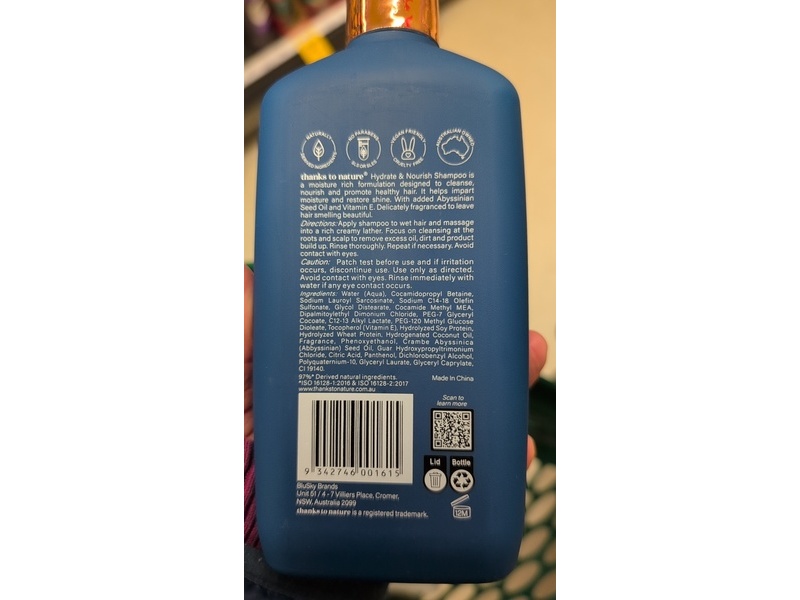 NATURALLY DERIVED INGREDIENTS
NO PARABENS SLS OR SLES
VEGAN FRIENDLY CRUELTY FREE
AUSTRALIAN OWNED
thanks to nature® Hydrate & Nourish Shampoo is
a moisture rich formulation designed to cleanse,
nourish and promote healthy hair. It helps impart
moisture and restore shine. With added Abyssinian
Seed Oil and Vitamin E. Delicately fragranced to leave
hair smelling beautiful.
Directions: Apply shampoo to wet hair and massage
into a rich creamy lather. Focus on cleansing at the
roots and scalp to remove excess oil, dirt and product
build up. Rinse thoroughly. Repeat if necessary. Avoid
contact with eyes.
Caution: Patch test before use and if irritation
occurs, discontinue use. Use only as directed.
Avoid contact with eyes. Rinse immediately with
water if any eye contact occurs.
Ingredients: Water (Aqua), Cocamidopropyl Betaine,
Sodium Lauroyl Sarcosinate, Sodium C14-18 Olefin
Sulfonate, Glycol Distearate, Cocamide Methyl MEA,
Dipalmitoylethyl Dimonium Chloride, PEG-7 Glyceryl
Cocoate, C12-13 Alkyl Lactate, PEG-120 Methyl Glucose
Dioleate, Tocopherol (Vitamin E), Hydrolyzed Soy Protein,
Hydrolyzed Wheat Protein, Hydrogenated Coconut Oil,
Fragrance, Phenoxyethanol, Crambe Abyssinica
(Abbyssinian) Seed Oil, Guar Hydroxypropyltrimonium
Chloride, Citric Acid, Panthenol, Dichlorobenzyl Alcohol,
Polyquaternium-10, Glyceryl Laurate, Glyceryl Caprylate,
CI 19140.
97%* Derived natural ingredients. Made In China
*ISO 16128-1:2016 & ISO 16128-2:2017
www.thankstonature.com.au
Scan to
learn more
Lid Bottle
9 342746 001615
BluSky Brands
Unit 51 / 4 - 7 Villiers Place, Cromer,
NSW, Australia 2099
12M
thanks to nature is a registered trademark.